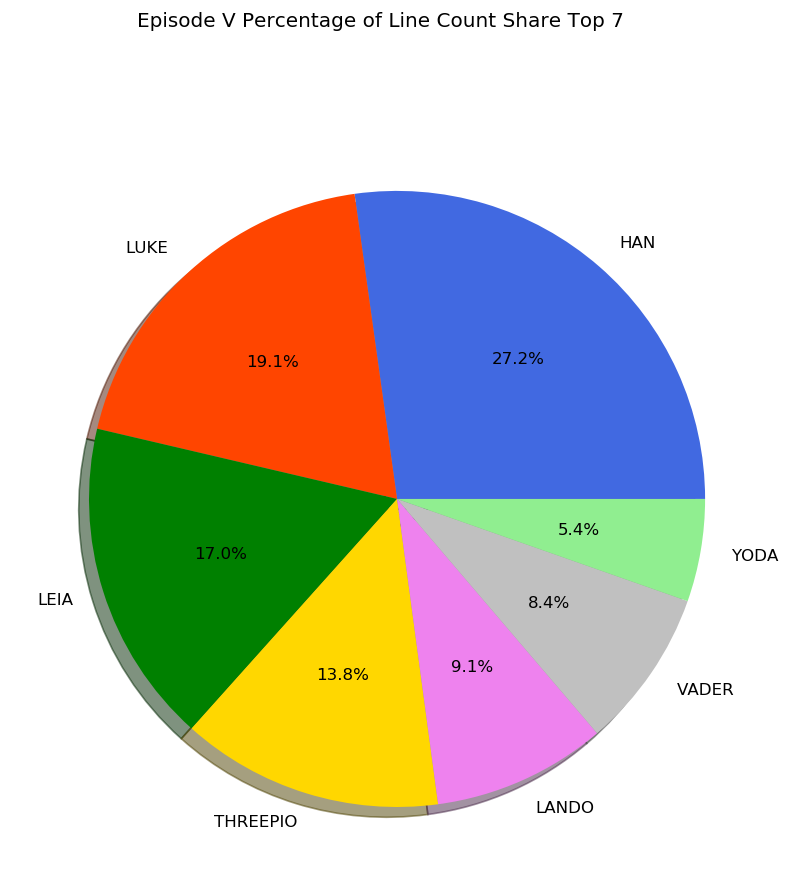 Episode V Percentage of Line Count Share Top 7
HAN
LUKE
27.2%
19.1%
5.4%
17.0%
YODA
LEIA
8.4%
9.1%
13.8%
VADER
LANDO
THREEPIO